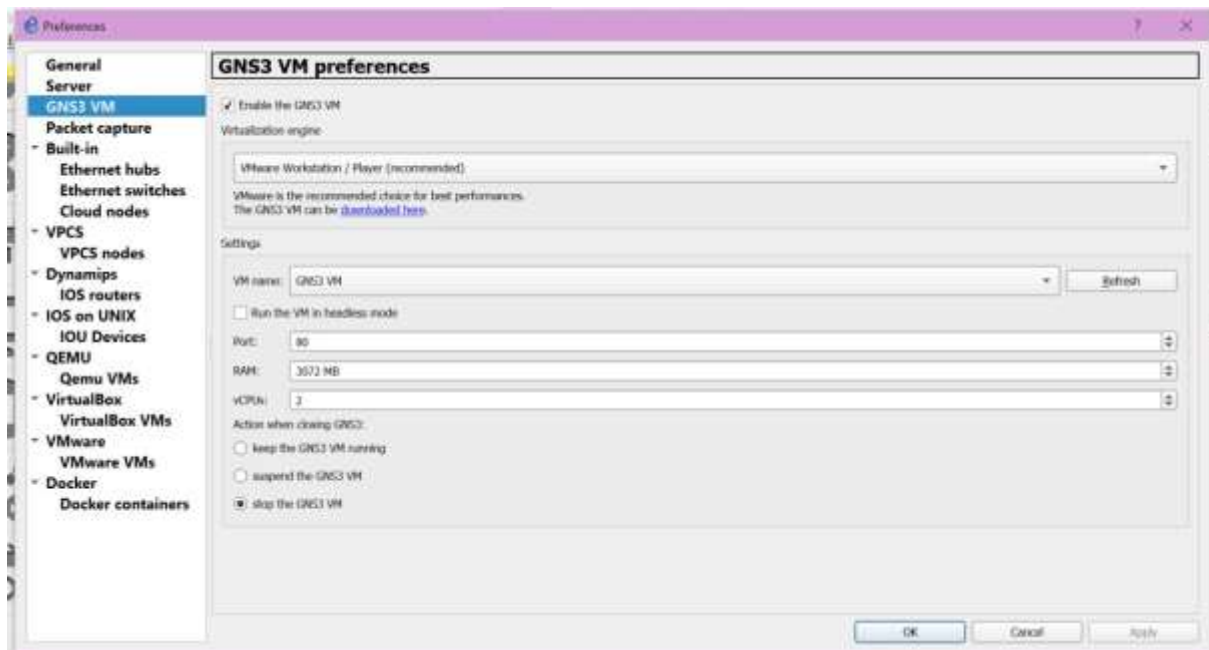 Preferences
General
Server
GNS3 VM
Packet capture
Built-in
Ethernet hubs
Ethernet switches
Cloud nodes
VPCS
VPCS nodes
Dynamips
IOS routers
IOS on UNIX
IOU Devices
QEMU
Qemu VMs
VirtualBox
VirtualBox VMs
VMware
VMware VMs
Docker
Docker containers
GNS3 VM preferences
Enable the GNS3 VM
Virtualization engine
VMware Workstation / Player (recommended)
VMware is the recommended choice for best performances.
The GNS3 VM can be downloaded here.
Settings
VM name: GNS3 VM Refresh
Run the VM in headless mode
Port: 80
RAM: 3072 MB
vCPUs: 2
Action when closing GNS3:
keep the GNS3 VM running
suspend the GNS3 VM
stop the GNS3 VM
OK Cancel Apply